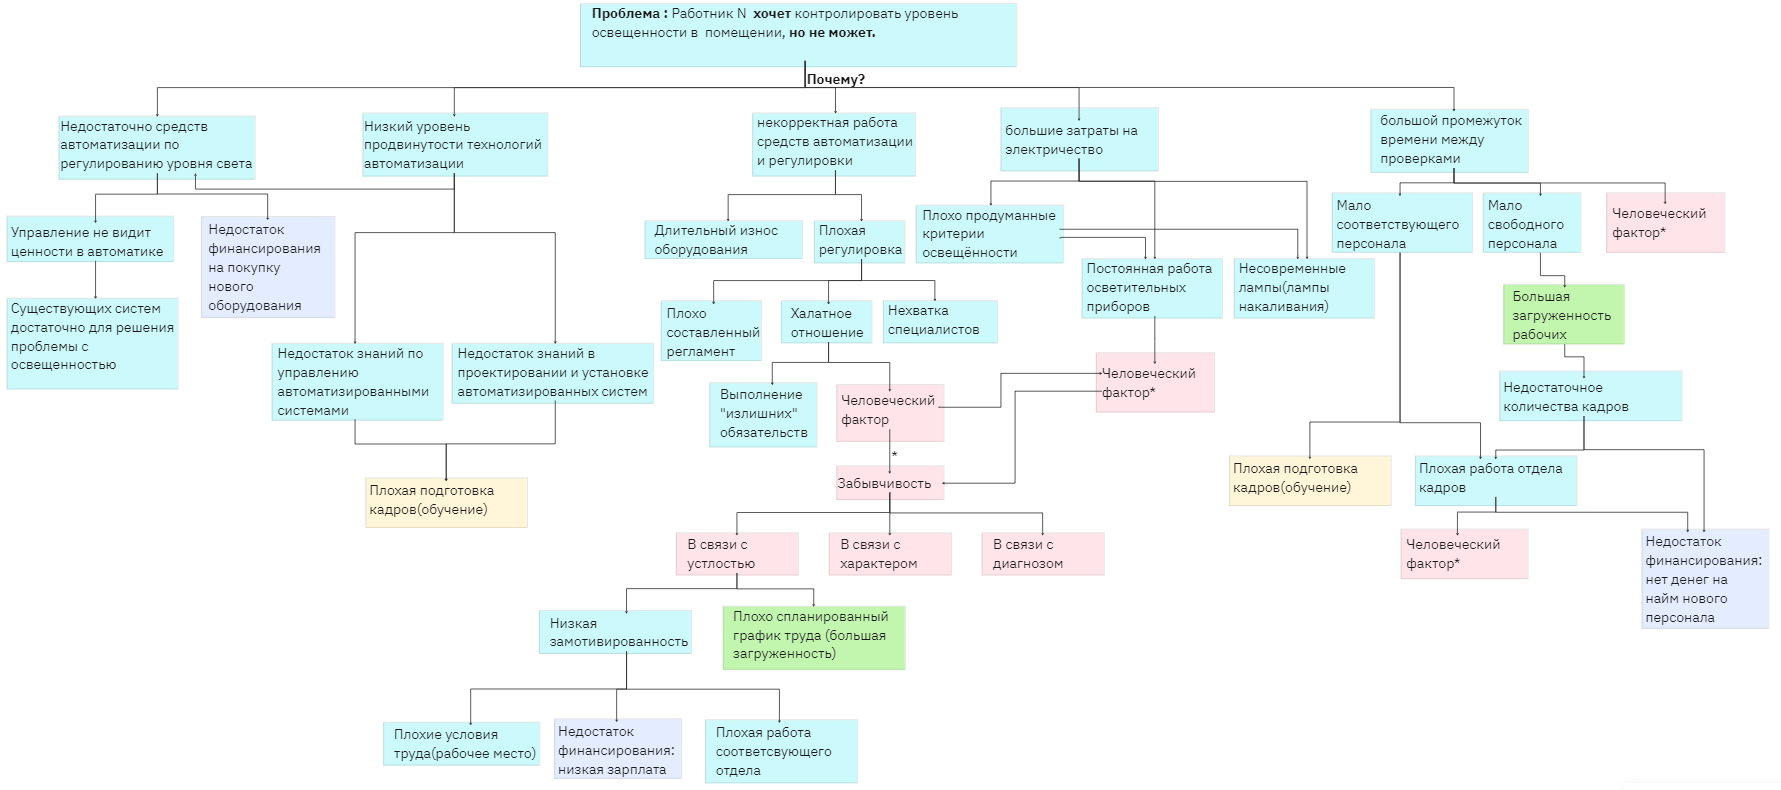 Проблема : Работник N хочет контролировать уровень
освещенности в помещении, но не может.
Почему?
Недостаточно средств
автоматизации по
регулированию уровня света
Низкий уровень
продвинутости технологий
автоматизации
некорректная работа
средств автоматизации
и регулировки
большие затраты на
электричество
большой промежуток
времени между
проверками
Управление не видит
ценности в автоматике
Недостаток
финансирования
на покупку
нового
оборудования
Существующих систем
достаточно для решения
проблемы с
освещенностью
Недостаток знаний по
управлению
автоматизированными
системами
Недостаток знаний в
проектировании и установке
автоматизированных систем
Плохая подготовка
кадров(обучение)
Длительный износ
оборудования
Плохая
регулировка
Плохо
составленный
регламент
Халатное
отношение
Нехватка
специалистов
Выполнение
"излишних"
обязательств
Человеческий
фактор
*
Забывчивость
В связи с
устлостью
В связи с
характером
В связи с
диагнозом
Низкая
замотивированность
Плохо спланированный
график труда (большая
загруженность)
Плохие условия
труда(рабочее место)
Недостаток
финансирования:
низкая зарплата
Плохая работа
соответсвующего
отдела
Плохо продуманные
критерии
освещённости
Постоянная работа
осветительных
приборов
Несовременные
лампы(лампы
накаливания)
Человеческий
фактор*
Мало
соответствующего
персонала
Мало
свободного
персонала
Человеческий
фактор*
Большая
загруженность
рабочих
Недостаточное
количества кадров
Плохая подготовка
кадров(обучение)
Плохая работа отдела
кадров
Человеческий
фактор*
Недостаток
финансирования:
нет денег на
найм нового
персонала